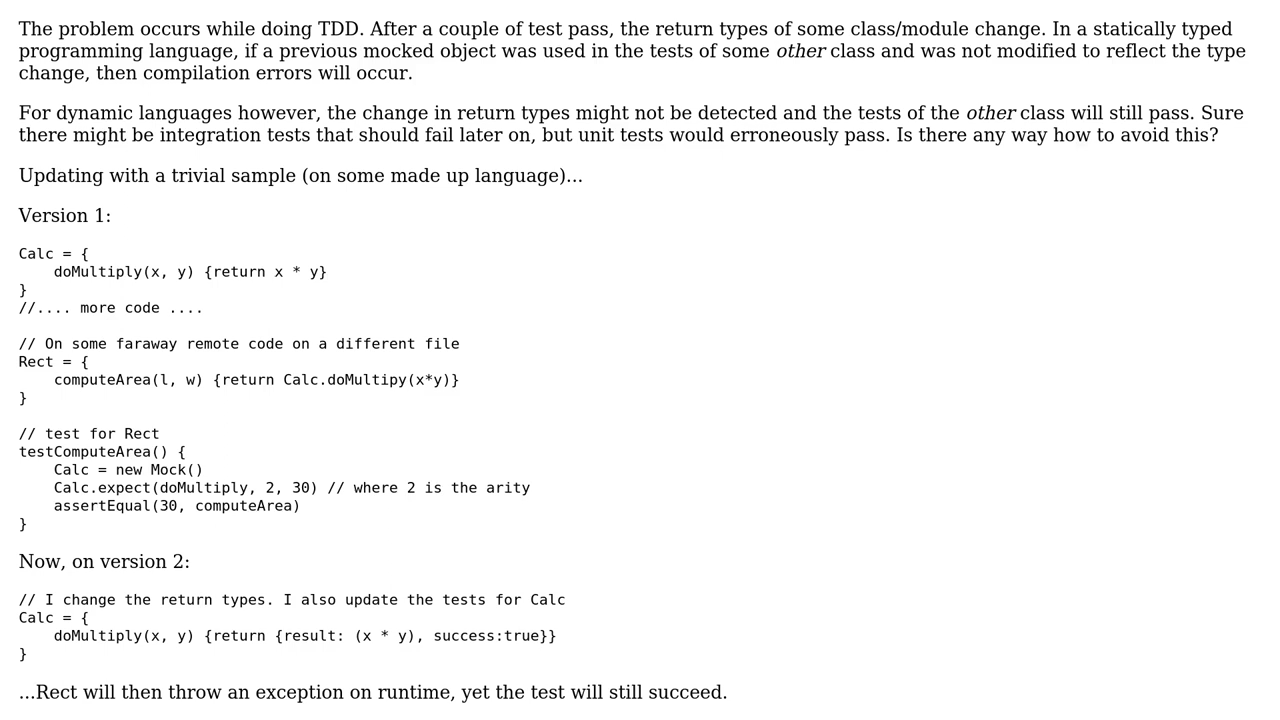 The problem occurs while doing TDD. After a couple of test pass, the return types of some class/module change. In a statically typed
programming language, if a previous mocked object was used in the tests of some other class and was not modified to reflect the type
change, then compilation errors will occur.
For dynamic languages however, the change in return types might not be detected and the tests of the other class will still pass. Sure
there might be integration tests that should fail later on, but unit tests would erroneously pass. Is there any way how to avoid this?
Updating with a trivial sample (on some made up language)...
Version 1:
Calc = {
    doMultiply(x, y) {return x * y}
}
//.... more code ....
// On some faraway remote code on a different file
Rect = {
    computeArea(l, w) {return Calc.doMultipy(x*y)}
}
// test for Rect
testComputeArea() {
    Calc = new Mock()
    Calc.expect(doMultiply, 2, 30) // where 2 is the arity
    assertEqual(30, computeArea)
}
Now, on version 2:
// I change the return types. I also update the tests for Calc
Calc = {
    doMultiply(x, y) {return {result: (x * y), success:true}}
}
...Rect will then throw an exception on runtime, yet the test will still succeed.